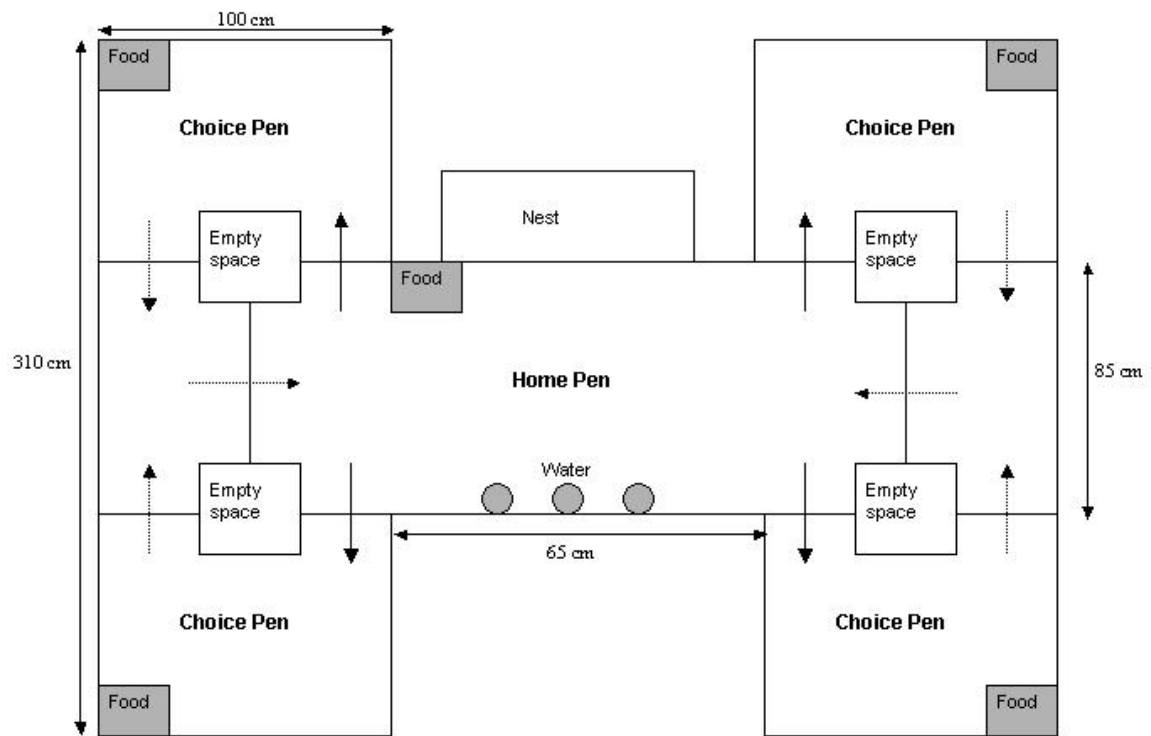 100 cm
Food
Food
Choice Pen
Choice Pen
Nest
Empty
space
Empty
space
Food
310 cm
Home Pen
85 cm
Water
Empty
space
Empty
space
65 cm
Choice Pen
Choice Pen
Food
Food